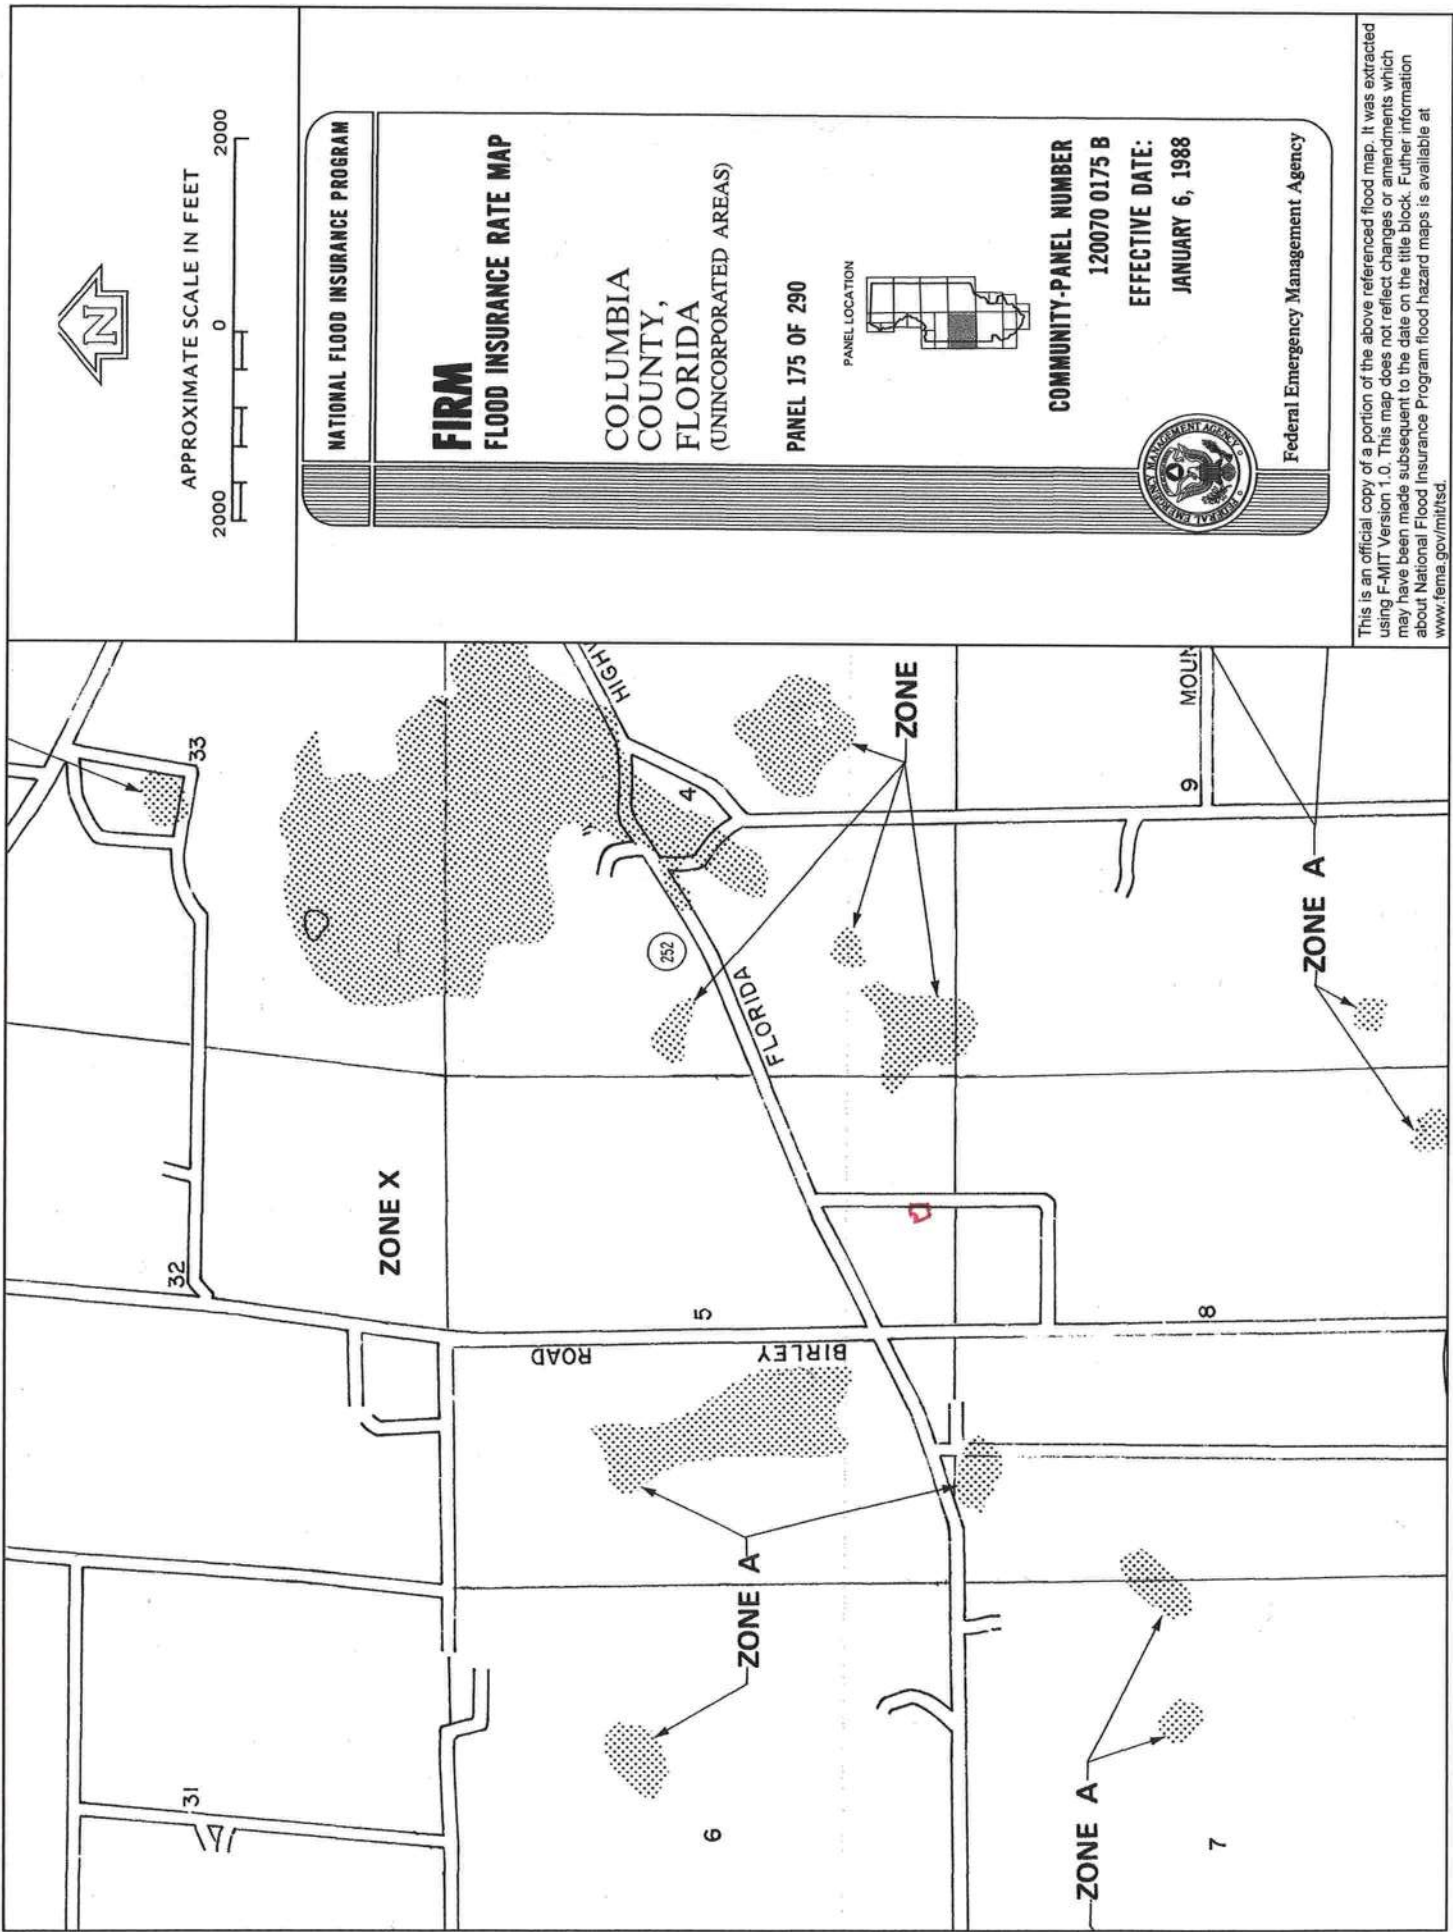 APPROXIMATE SCALE IN FEET
2000 0 2000
NATIONAL FLOOD INSURANCE PROGRAM
FIRM
FLOOD INSURANCE RATE MAP
COLUMBIA
COUNTY,
FLORIDA
(UNINCORPORATED AREAS)
PANEL 175 OF 290
PANEL LOCATION
COMMUNITY-PANEL NUMBER
120070 0175 B
EFFECTIVE DATE:
JANUARY 6, 1988
FEDERAL EMERGENCY MANAGEMENT AGENCY
Federal Emergency Management Agency
This is an official copy of a portion of the above referenced flood map. It was extracted
using F-MIT Version 1.0. This map does not reflect changes or amendments which
may have been made subsequent to the date on the title block. Futher information
about National Flood Insurance Program flood hazard maps is available at
www.fema.gov/mit/tsd.
N
31
32
33
ZONE X
ROAD
BIRLEY
6
5
4
252
HIGHW
FLORIDA
ZONE A
ZONE
ZONE A
7
8
9
MOUN
ZONE A